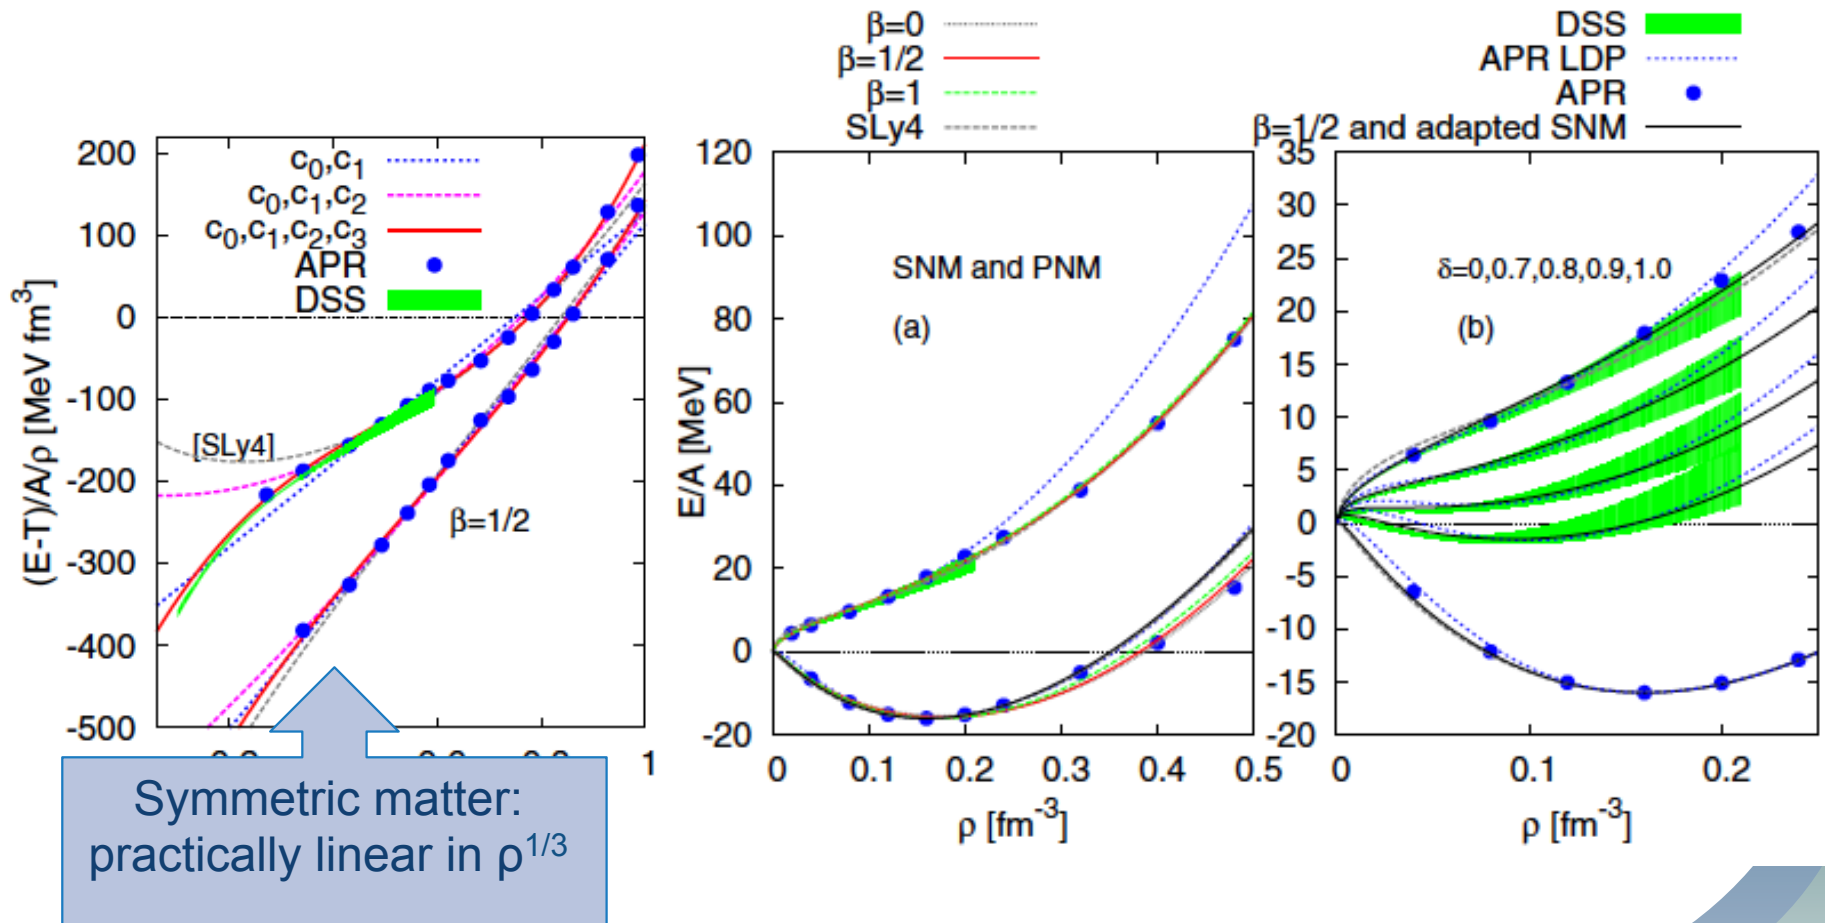 β=0
β=1/2
β=1
SLy4
DSS
APR LDP
APR
β=1/2 and adapted SNM
200
100
0
-100
-200
-300
-400
-500
(E-T)/Aρ [MeV fm³]
c₀,c₁
c₀,c₁,c₂
c₀,c₁,c₂,c₃
APR
DSS
[SLy4]
β=1/2
1
Symmetric matter:
practically linear in ρ^1/3
120
100
80
60
40
20
0
-20
E/A [MeV]
SNM and PNM
(a)
0 0.1 0.2 0.3 0.4 0.5
ρ [fm⁻³]
35
30
25
20
15
10
5
0
-5
-10
-15
-20
δ=0,0.7,0.8,0.9,1.0
(b)
0 0.1 0.2
ρ [fm⁻³]